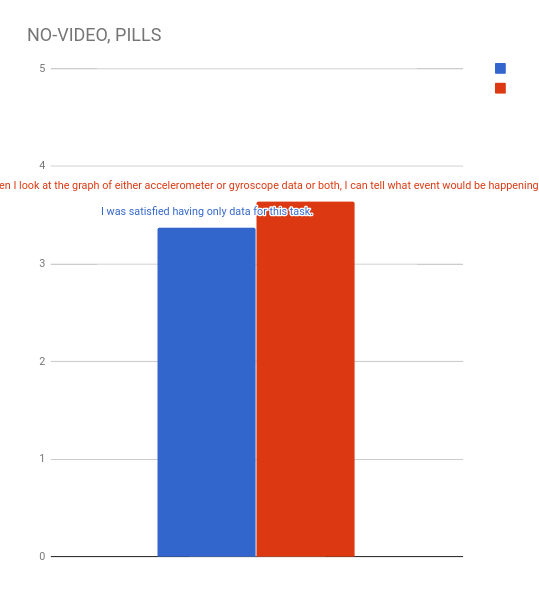 NO-VIDEO, PILLS
5
4
en I look at the graph of either accelerometer or gyroscope data or both, I can tell what event would be happening
I was satisfied having only data for this task.
3
2
1
0